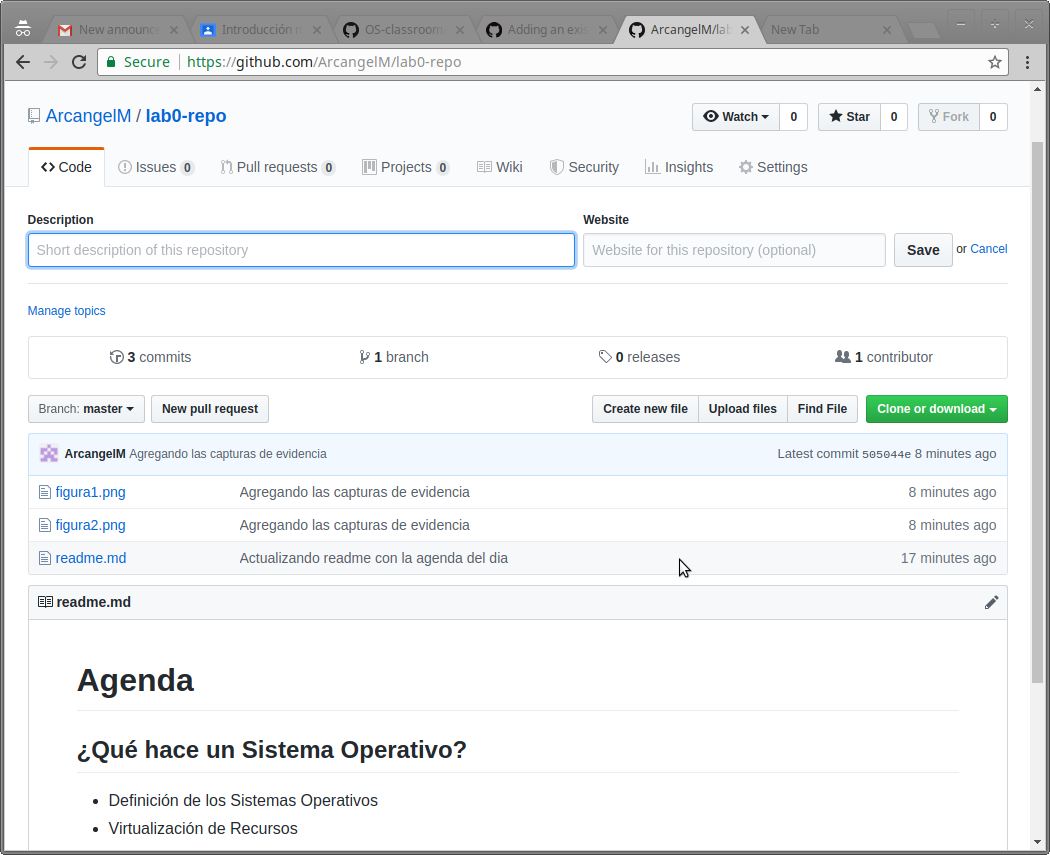 New announc
Introducción n
OS-classroom
Adding an exis
ArcangelM/lab
New Tab
Secure https://github.com/ArcangelM/lab0-repo
ArcangelM / lab0-repo
Watch 0 Star 0 Fork 0
Code Issues 0 Pull requests 0 Projects 0 Wiki Security Insights Settings
Description Website
Short description of this repository Website for this repository (optional) Save or Cancel
Manage topics
3 commits 1 branch 0 releases 1 contributor
Branch: master New pull request Create new file Upload files Find File Clone or download
ArcangelM Agregando las capturas de evidencia Latest commit 505044e 8 minutes ago
figura1.png Agregando las capturas de evidencia 8 minutes ago
figura2.png Agregando las capturas de evidencia 8 minutes ago
readme.md Actualizando readme con la agenda del dia 17 minutes ago
readme.md
Agenda
¿Qué hace un Sistema Operativo?
• Definición de los Sistemas Operativos
• Virtualización de Recursos